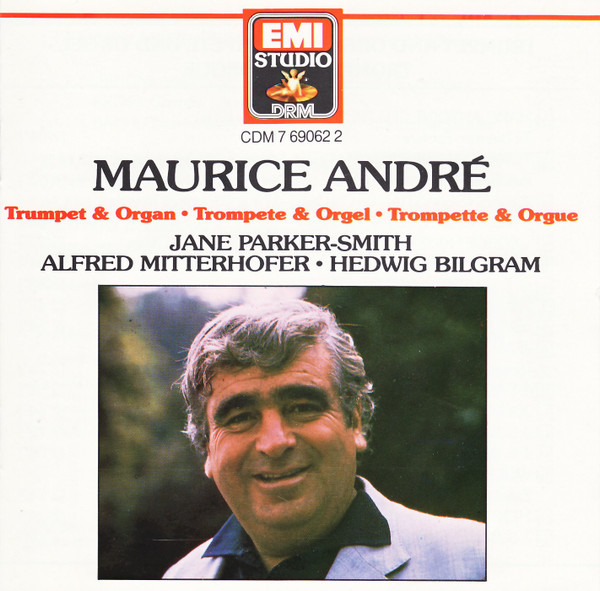 EMI
STUDIO
DRM
CDM 7 69062 2
MAURICE ANDRÉ
Trumpet & Organ • Trompete & Orgel • Trompette & Orgue
JANE PARKER-SMITH
ALFRED MITTERHOFER • HEDWIG BILGRAM